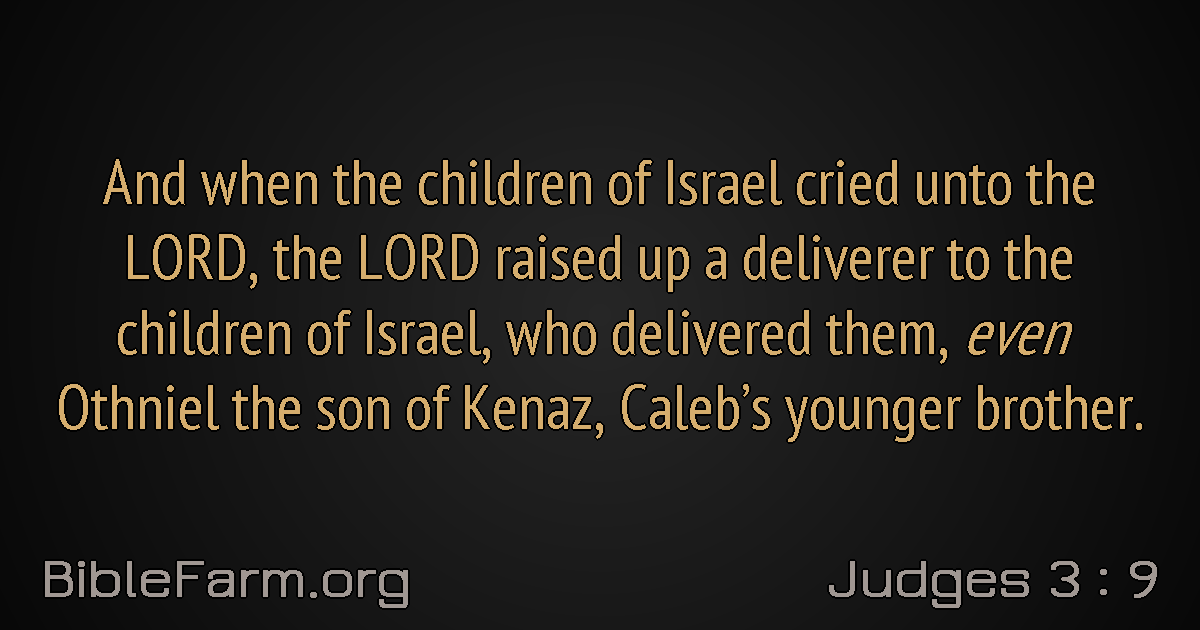 And when the children of Israel cried unto the
LORD, the LORD raised up a deliverer to the
children of Israel, who delivered them, even
Othniel the son of Kenaz, Caleb’s younger brother.
BibleFarm.org
Judges 3 : 9